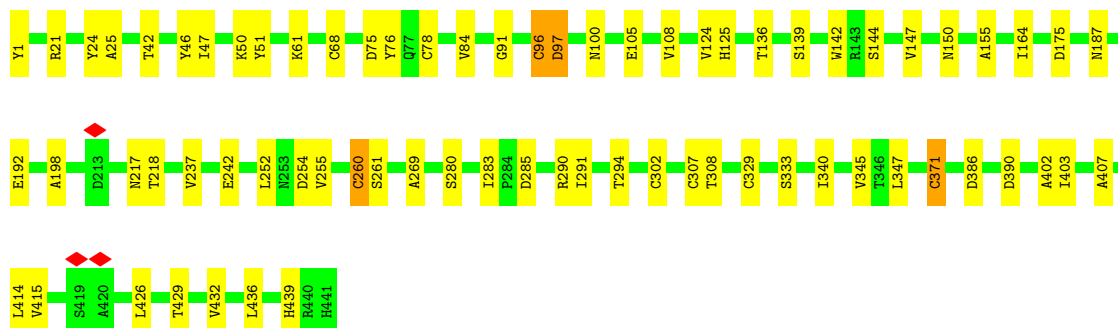 Y1 R21 Y24 A25 T42 Y46 I47 K50 Y51 K61 C68 D75 Y76 Q77 C78 V84 G91 C96 D97 N100 E105 V108 V124 H125 T136 S139 W142 R143 S144 V147 N150 A155 I164 D175 N187
E192 A198 D213 N217 T218 V237 E242 L252 N253 D254 V255 C260 S261 A269 S280 I283 P284 D285 R290 I291 T294 C302 C307 T308 C329 S333 I340 V345 T346 L347 C371 D386 D390 A402 I403 A407
L414 V415 S419 A420 L426 T429 V432 L436 H439 R440 H441